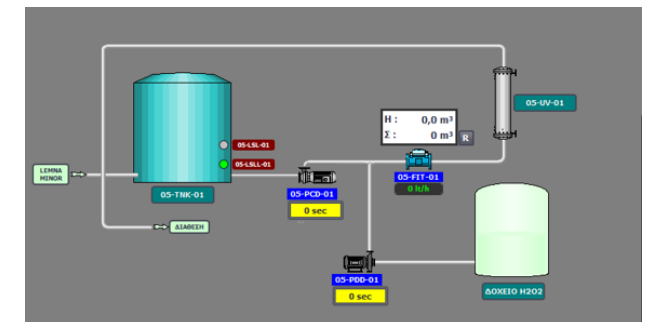 H : 0,0 m³
Σ : 0 m³ R
05-UV-01
05-LSL-01
05-LSLL-01
LEMNA
MINOR
05-TNK-01
05-PCD-01
0 sec
05-FIT-01
0 lt/h
ΔΙΑΘΕΣΗ
05-PDD-01
0 sec
ΔΟΧΕΙΟ H2O2